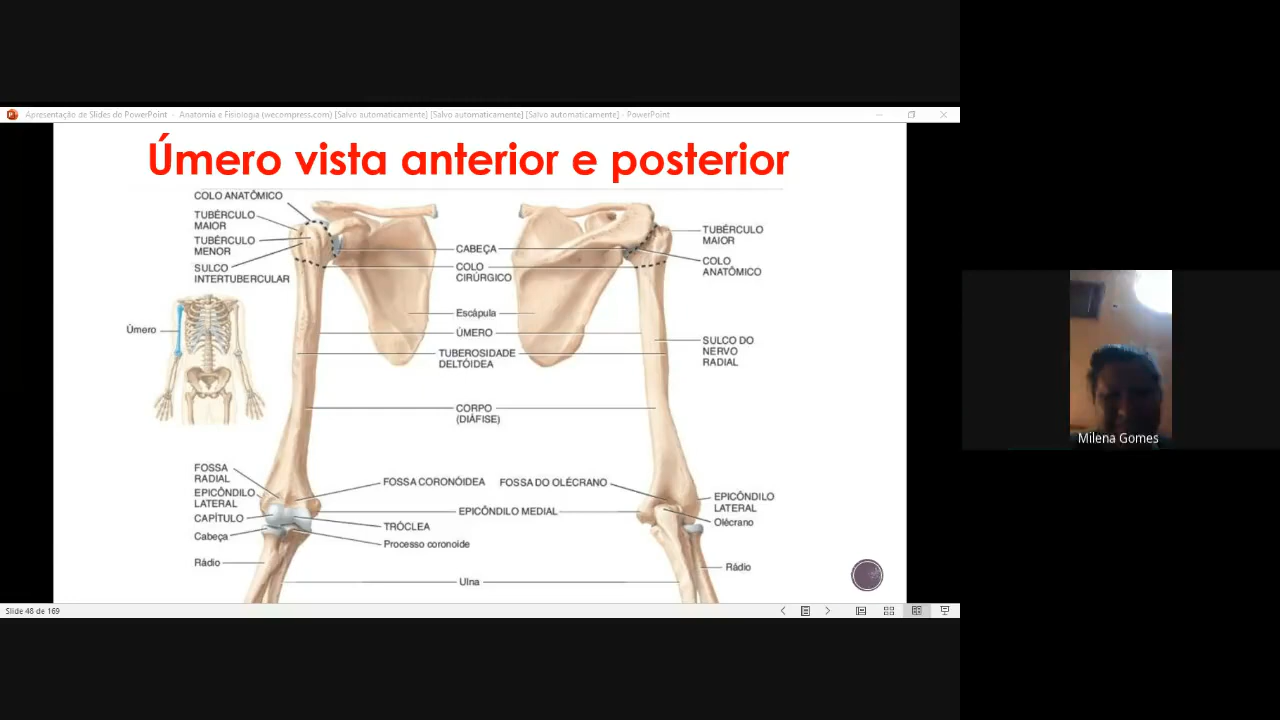 Apresentação de Slides do PowerPoint - Anatomia e Fisiologia (wecompress.com) [Salvo automaticamente] [Salvo automaticamente] [Salvo automaticamente] - PowerPoint
Úmero vista anterior e posterior
COLO ANATÔMICO
TUBÉRCULO
MAIOR
TUBÉRCULO
MENOR
SULCO
INTERTUBERCULAR
Úmero
CABEÇA
COLO
CIRÚRGICO
Escápula
ÚMERO
TUBEROSIDADE
DELTÓIDEA
CORPO
(DIÁFISE)
TUBÉRCULO
MAIOR
COLO
ANATÔMICO
SULCO DO
NERVO
RADIAL
FOSSA
RADIAL
EPICÔNDILO
LATERAL
CAPÍTULO
Cabeça
Rádio
FOSSA CORONÓIDEA
FOSSA DO OLÉCRANO
EPICÔNDILO MEDIAL
TRÓCLEA
Processo coronoide
Ulna
EPICÔNDILO
LATERAL
Olécrano
Rádio
Slide 48 de 169
Milena Gomes